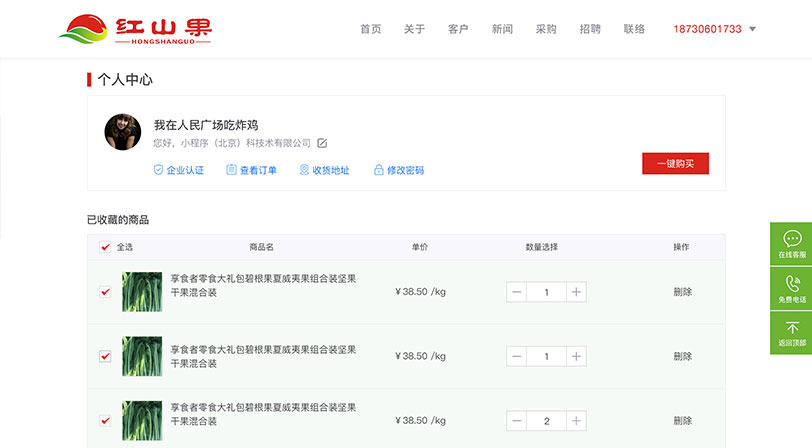 红山果
HONGSHANGUO
首页 关于 客户 新闻 采购 招聘 联络 18730601733
个人中心
我在人民广场吃炸鸡
您好，小程序（北京）科技术有限公司
企业认证 查看订单 收货地址 修改密码
一键购买
已收藏的商品
全选 商品名 单价 数量选择 操作
享食者零食大礼包碧根果夏威夷果组合装坚果
干果混合装
¥38.50 /kg 1 删除
享食者零食大礼包碧根果夏威夷果组合装坚果
干果混合装
¥38.50 /kg 1 删除
享食者零食大礼包碧根果夏威夷果组合装坚果
干果混合装
¥38.50 /kg 2 删除
在线客服
免费电话
返回顶部